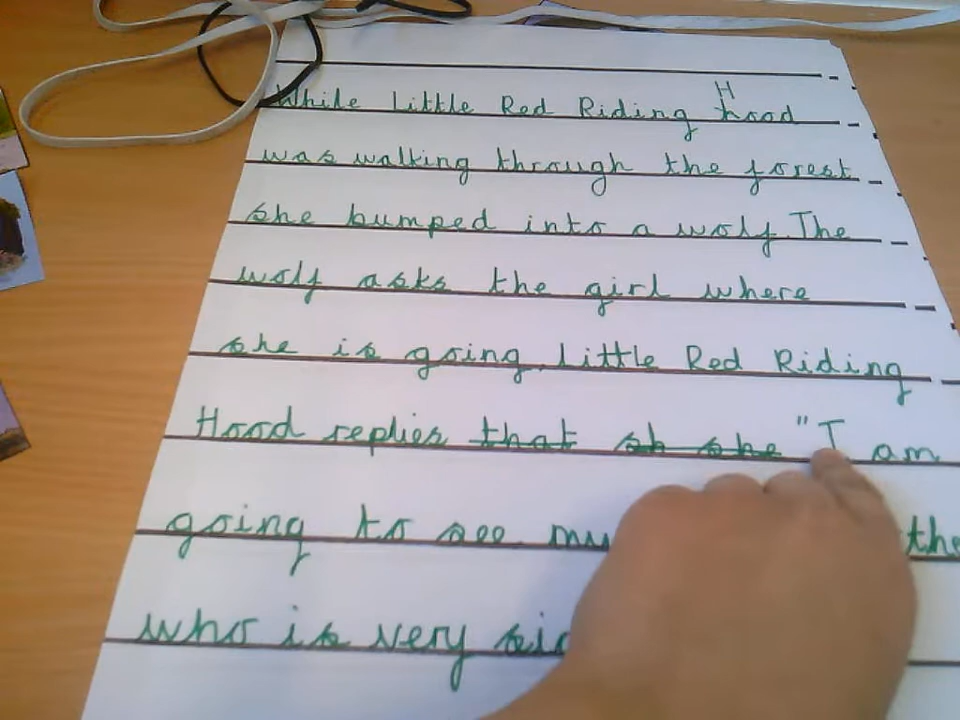 While little Red Riding Hood
was walking through the forest
she bumped into a wolf. The
wolf asks the girl where
she is going. Little Red Riding
Hood replies that sh she "I am
going to see my
who is very